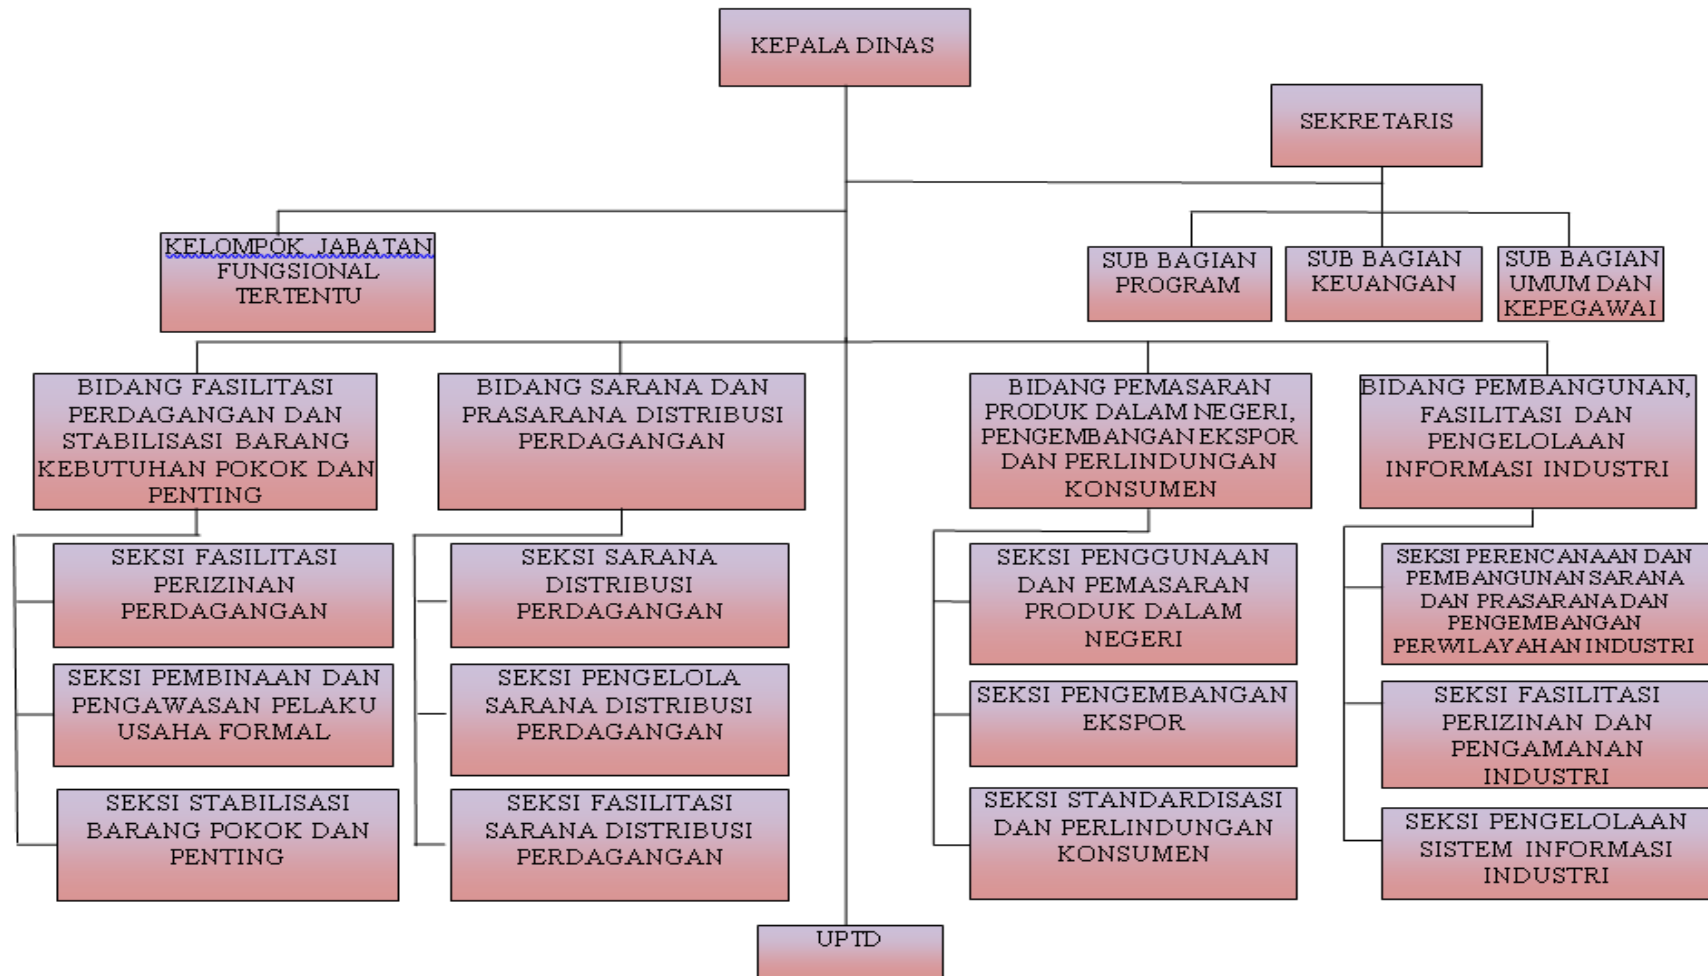 KEPALA DINAS
SEKRETARIS
KELOMPOK JABATAN
FUNGSIONAL
TERTENTU
SUB BAGIAN
PROGRAM
SUB BAGIAN
KEUANGAN
SUB BAGIAN
UMUM DAN
KEPEGAWAI
BIDANG FASILITASI
PERDAGANGAN DAN
STABILISASI BARANG
KEBUTUHAN POKOK DAN
PENTING
BIDANG SARANA DAN
PRASARANA DISTRIBUSI
PERDAGANGAN
BIDANG PEMASARAN
PRODUK DALAM NEGERI,
PENGEMBANGAN EKSPOR
DAN PERLINDUNGAN
KONSUMEN
BIDANG PEMBANGUNAN,
FASILITASI DAN
PENGELOLAAN
INFORMASI INDUSTRI
SEKSI FASILITASI
PERIZINAN
PERDAGANGAN
SEKSI SARANA
DISTRIBUSI
PERDAGANGAN
SEKSI PENGGUNAAN
DAN PEMASARAN
PRODUK DALAM
NEGERI
SEKSI PERENCANAAN DAN
PEMBANGUNAN SARANA
DAN PRASARANA DAN
PENGEMBANGAN
PERWILAYAHAN INDUSTRI
SEKSI PEMBINAAN DAN
PENGAWASAN PELAKU
USAHA FORMAL
SEKSI PENGELOLA
SARANA DISTRIBUSI
PERDAGANGAN
SEKSI PENGEMBANGAN
EKSPOR
SEKSI FASILITASI
PERIZINAN DAN
PENGAMANAN
INDUSTRI
SEKSI STABILISASI
BARANG POKOK DAN
PENTING
SEKSI FASILITASI
SARANA DISTRIBUSI
PERDAGANGAN
SEKSI STANDARDISASI
DAN PERLINDUNGAN
KONSUMEN
SEKSI PENGELOLAAN
SISTEM INFORMASI
INDUSTRI
UPTD